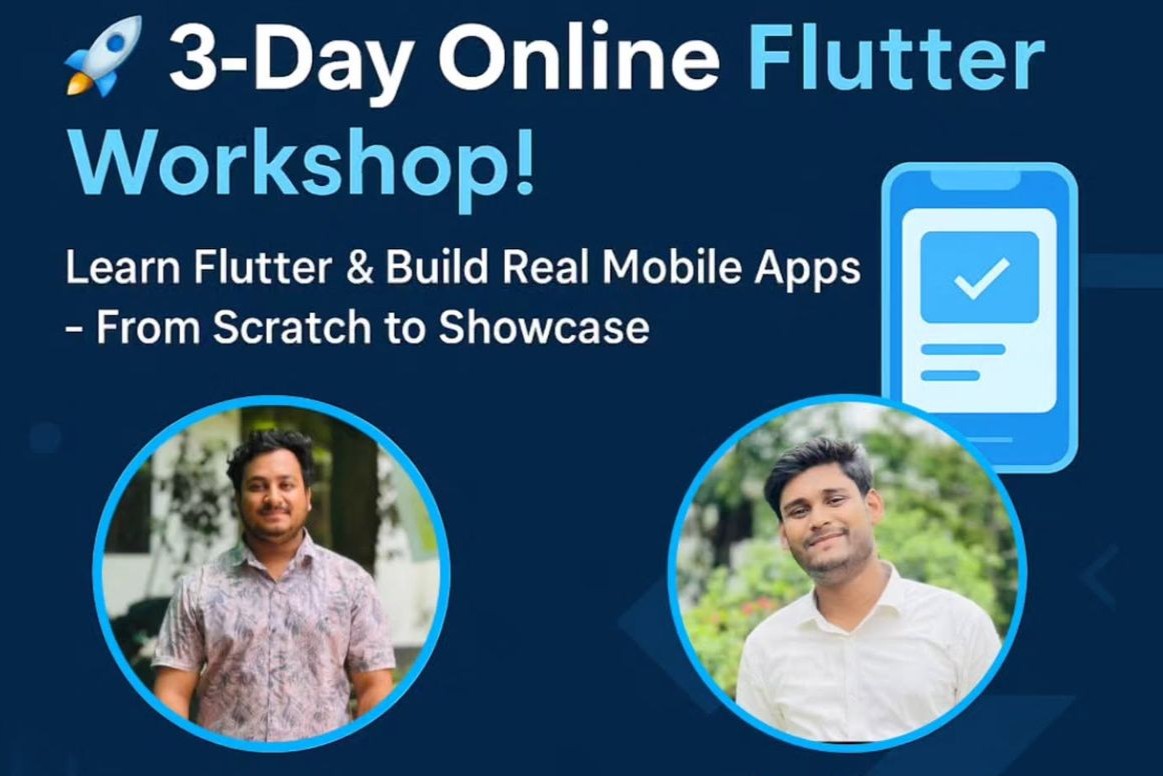 🚀 3-Day Online Flutter
Workshop!
Learn Flutter & Build Real Mobile Apps
– From Scratch to Showcase